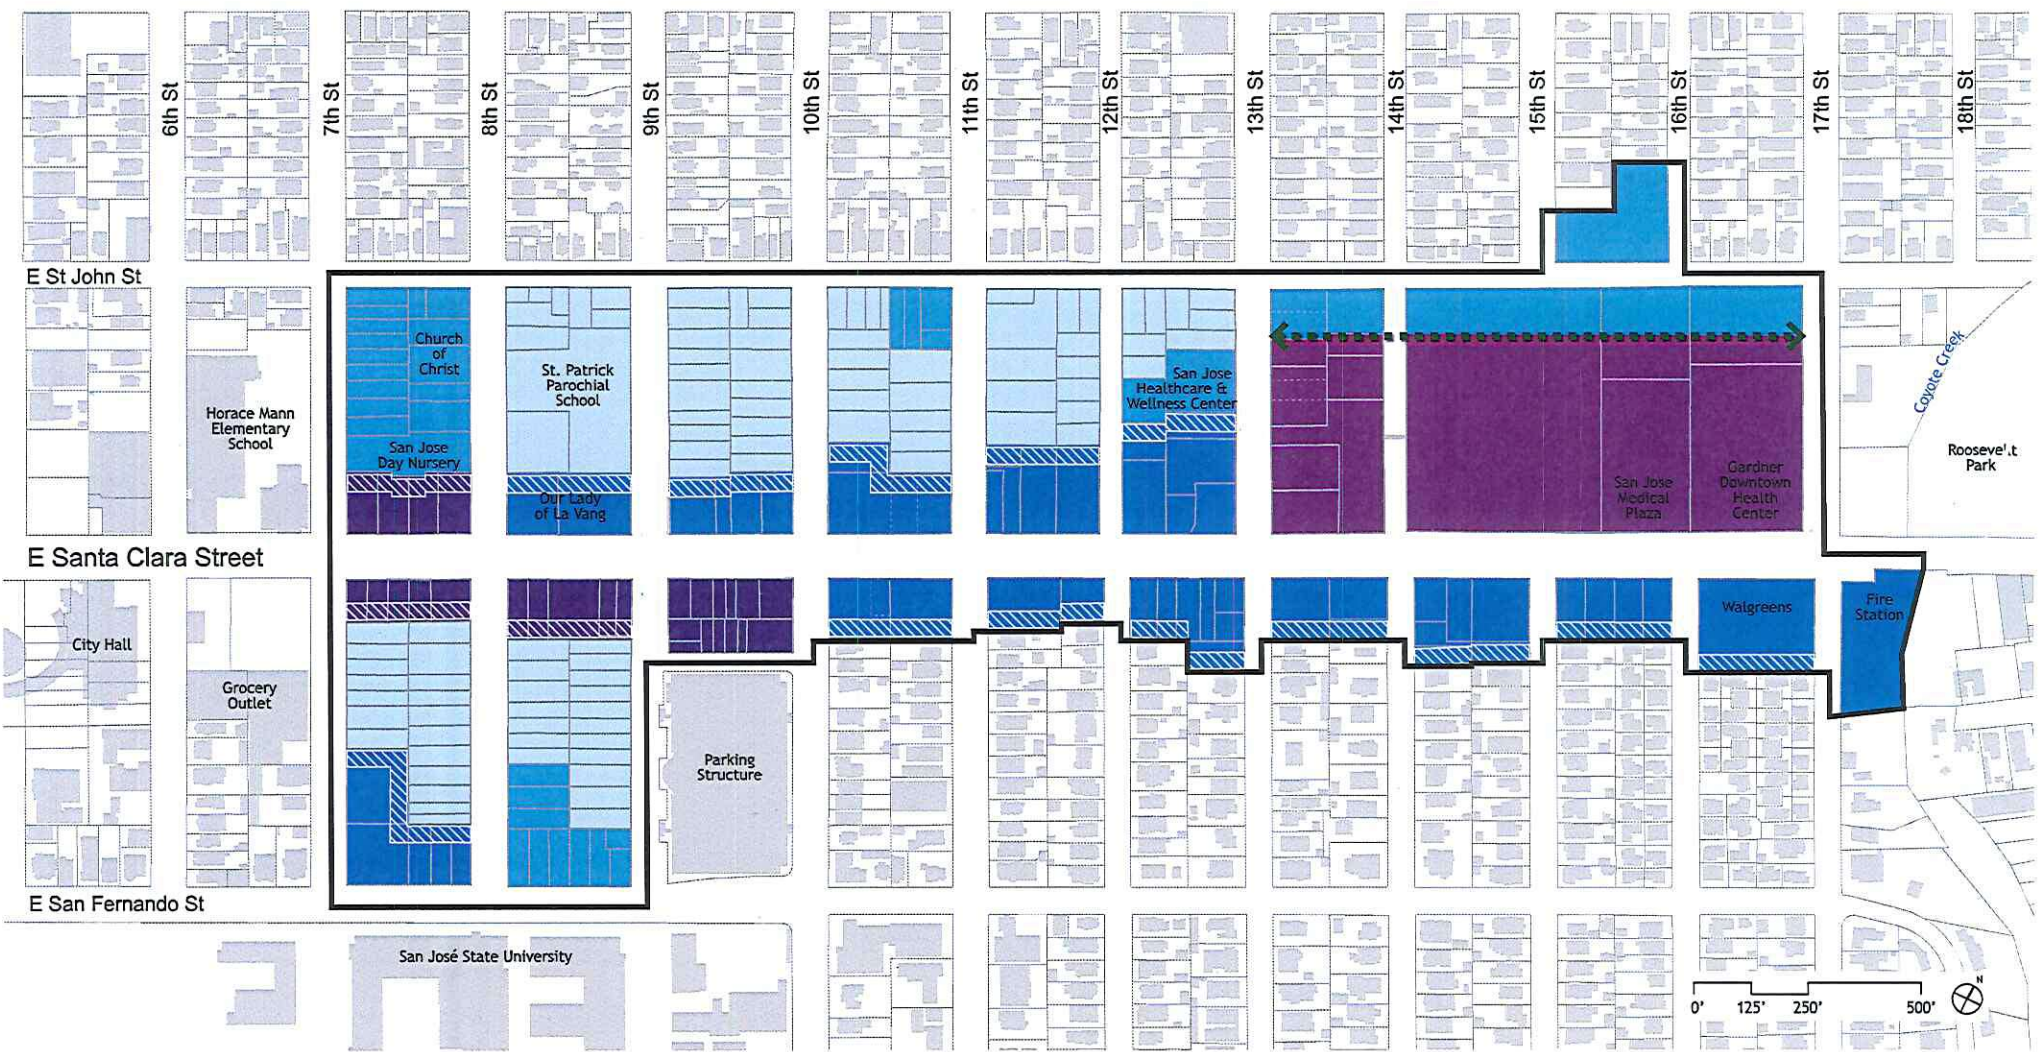 6th St
7th St
8th St
9th St
10th St
11th St
12th St
13th St
14th St
15th St
16th St
17th St
18th St
E St John St
Church
of
Christ
St. Patrick
Parochial
School
San Jose
Healthcare &
Wellness Center
Coyote Creek
Horace Mann
Elementary
School
San Jose
Day Nursery
Our Lady
of La Vang
San Jose
Medical
Plaza
Gardner
Downtown
Health
Center
Roosevelt
Park
E Santa Clara Street
City Hall
Grocery
Outlet
Walgreens
Fire
Station
Parking
Structure
E San Fernando St
San José State University
0'
125'
250'
500'
N